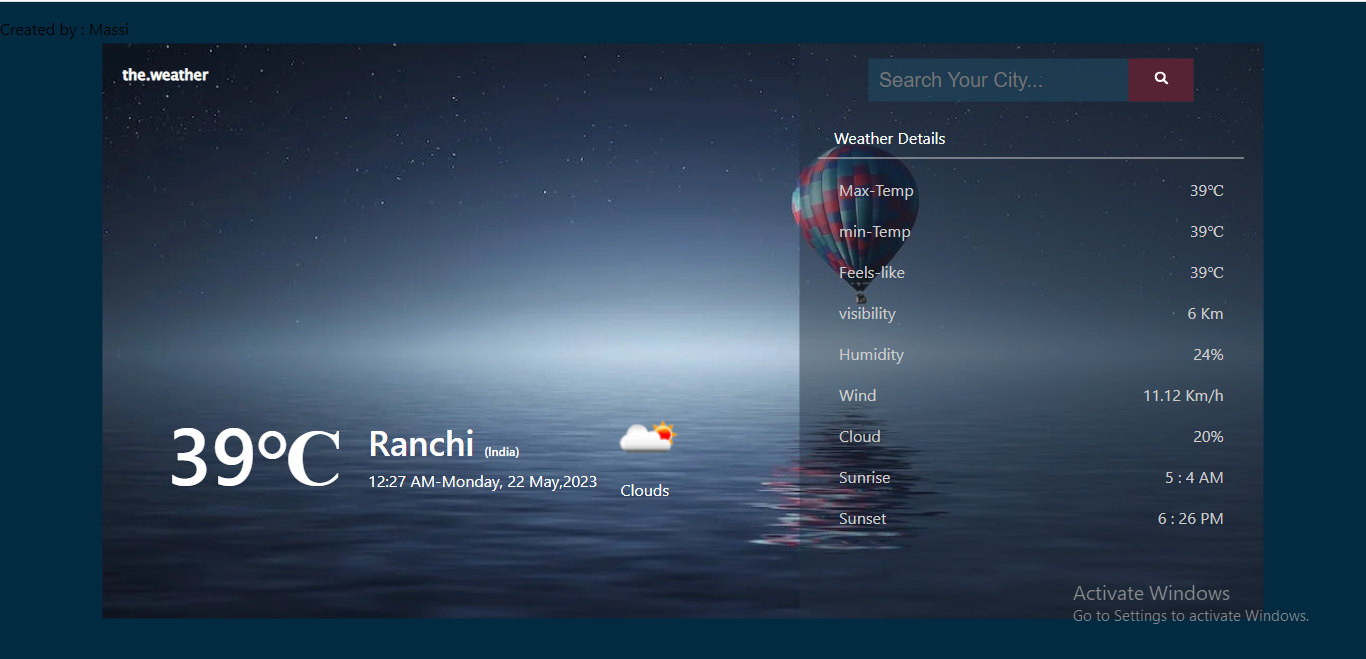 Created by : Massi
the.weather
Search Your City...
Weather Details
Max-Temp 39°C
min-Temp 39°C
Feels-like 39°C
visibility 6 Km
Humidity 24%
Wind 11.12 Km/h
Cloud 20%
Sunrise 5 : 4 AM
Sunset 6 : 26 PM
39°C
Ranchi (India)
12:27 AM-Monday, 22 May,2023
Clouds
Activate Windows
Go to Settings to activate Windows.